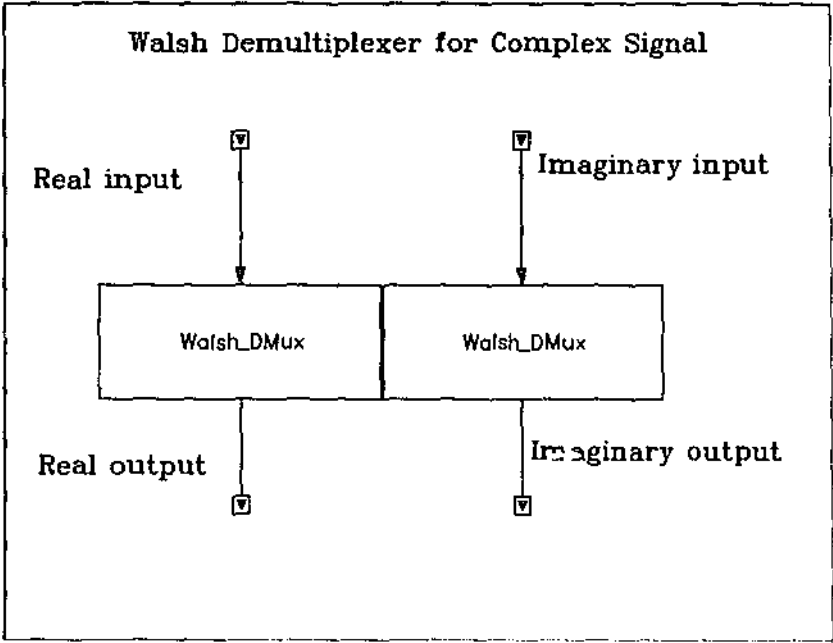 Walsh Demultiplexer for Complex Signal
Real input
Imaginary input
Walsh_DMux
Walsh_DMux
Real output
Imaginary output